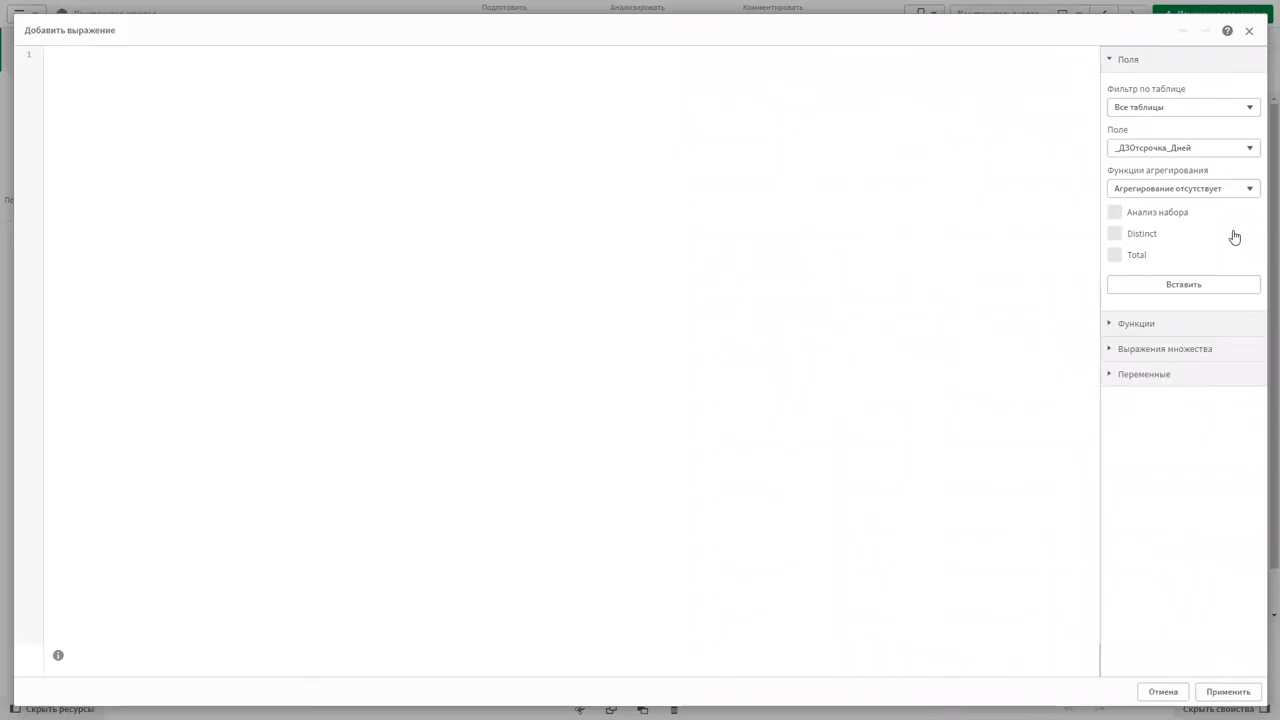 Подготовить
Анализировать
Комментировать
Добавить выражение
1
Поля
Фильтр по таблице
Все таблицы
Поле
_ДЗОтсрочка_Дней
Функции агрегирования
Агрегирование отсутствует
Анализ набора
Distinct
Total
Вставить
Функции
Выражения множества
Переменные
Отмена
Применить
Скрыть ресурсы
Скрыть свойства